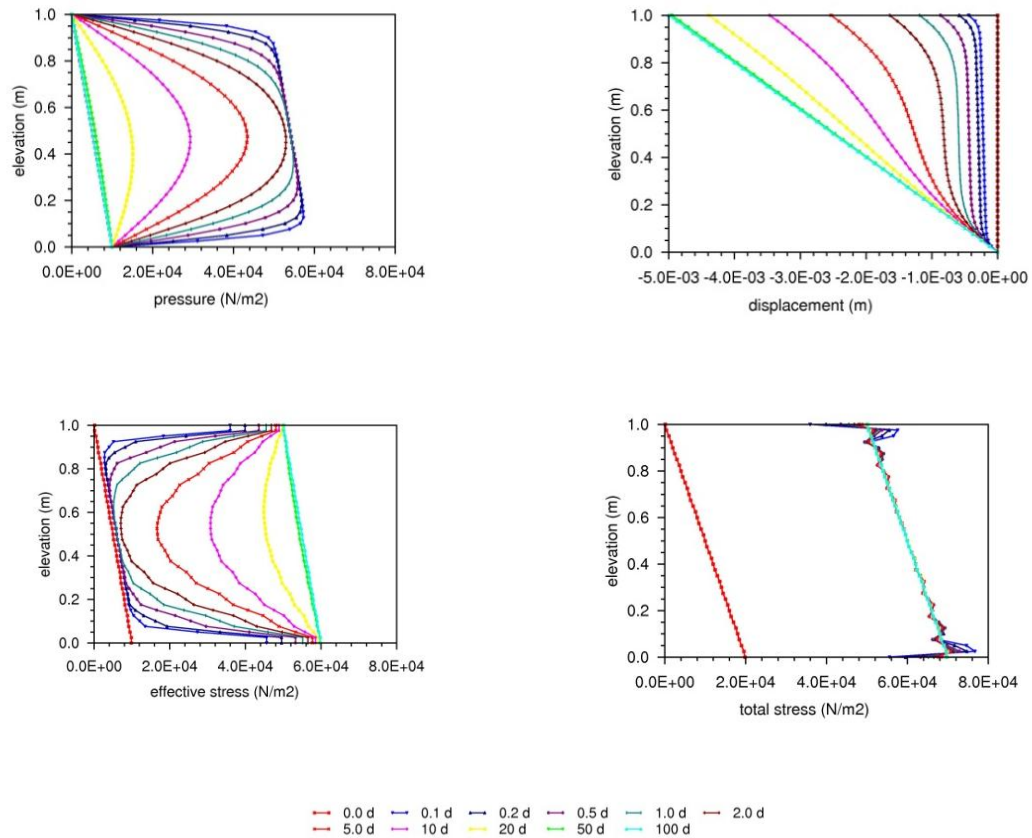 1.0
0.8
0.6
0.4
0.2
0.0
elevation (m)
0.0E+00 2.0E+04 4.0E+04 6.0E+04 8.0E+04
pressure (N/m2)
1.0
0.8
0.6
0.4
0.2
0.0
elevation (m)
-5.0E-03 -4.0E-03 -3.0E-03 -2.0E-03 -1.0E-03 0.0E+00
displacement (m)
1.0
0.8
0.6
0.4
0.2
0.0
elevation (m)
0.0E+00 2.0E+04 4.0E+04 6.0E+04 8.0E+04
effective stress (N/m2)
1.0
0.8
0.6
0.4
0.2
0.0
elevation (m)
0.0E+00 2.0E+04 4.0E+04 6.0E+04 8.0E+04
total stress (N/m2)
0.0 d 0.1 d 0.2 d 0.5 d 1.0 d 2.0 d
5.0 d 10 d 20 d 50 d 100 d